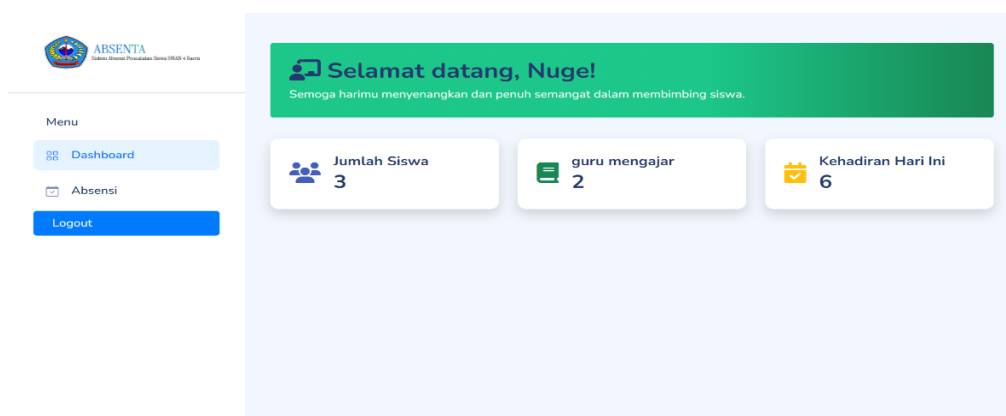 ABSENTA
Menu
Dashboard
Absensi
Logout
Selamat datang, Nuge!
Semoga harimu menyenangkan dan penuh semangat dalam membimbing siswa.
Jumlah Siswa
3
guru mengajar
2
Kehadiran Hari Ini
6